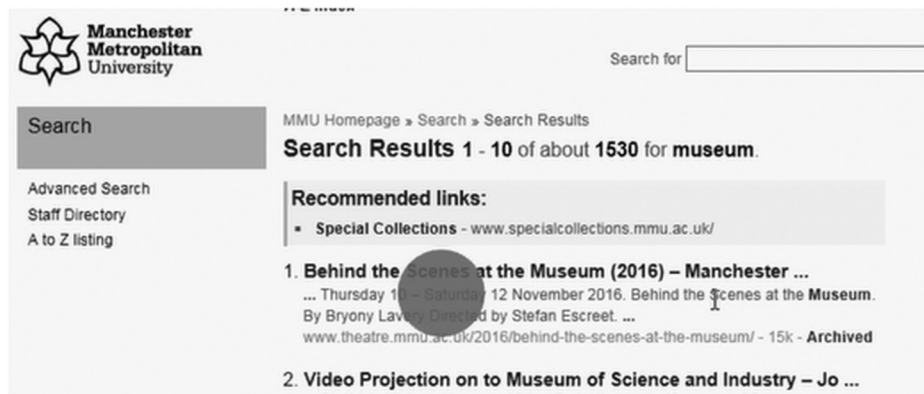 Manchester
Metropolitan
University
Search for
Search
Advanced Search
Staff Directory
A to Z listing
MMU Homepage » Search » Search Results
Search Results 1 - 10 of about 1530 for museum.
Recommended links:
▪ Special Collections - www.specialcollections.mmu.ac.uk/
1. Behind the Scenes at the Museum (2016) – Manchester ...
... Thursday 10 – Saturday 12 November 2016. Behind the Scenes at the Museum.
By Bryony Lavery Directed by Stefan Escreet. ...
www.theatre.mmu.ac.uk/2016/behind-the-scenes-at-the-museum/ - 15k - Archived
2. Video Projection on to Museum of Science and Industry – Jo ...